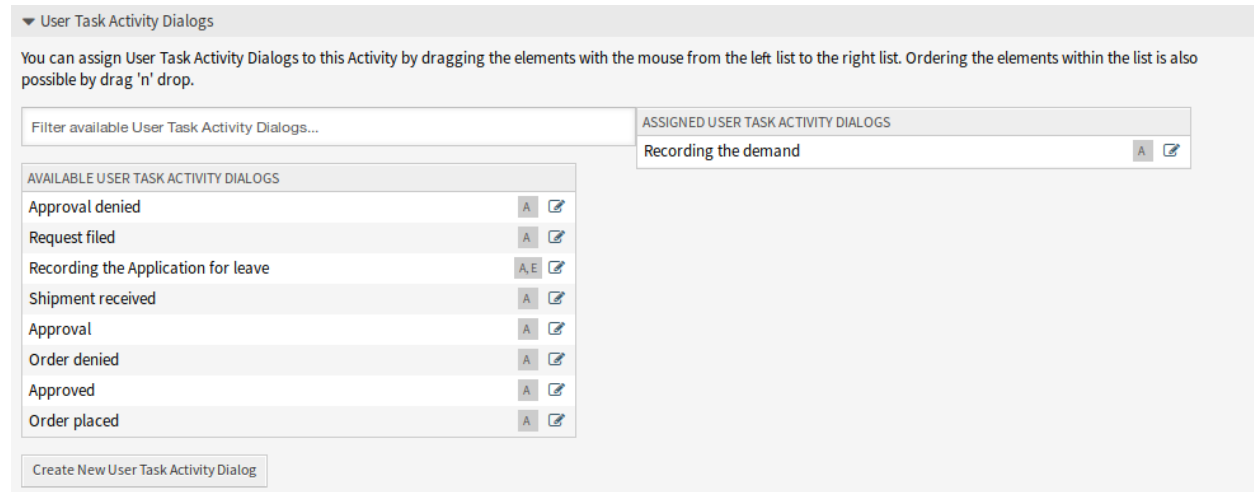 User Task Activity Dialogs
You can assign User Task Activity Dialogs to this Activity by dragging the elements with the mouse from the left list to the right list. Ordering the elements within the list is also
possible by drag 'n' drop.
Filter available User Task Activity Dialogs...
AVAILABLE USER TASK ACTIVITY DIALOGS
Approval denied A
Request filed A
Recording the Application for leave A, E
Shipment received A
Approval A
Order denied A
Approved A
Order placed A
Create New User Task Activity Dialog
ASSIGNED USER TASK ACTIVITY DIALOGS
Recording the demand A